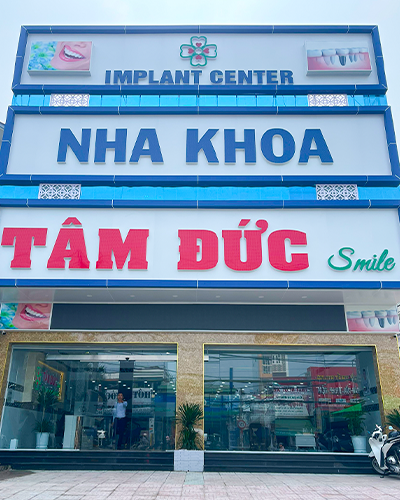 IMPLANT CENTER
NHA KHOA
TÂM ĐỨC Smile